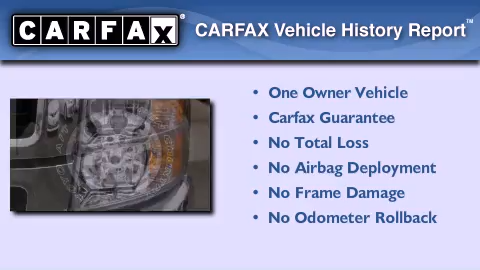 CARFAX® CARFAX Vehicle History Report™
• One Owner Vehicle
• Carfax Guarantee
• No Total Loss
• No Airbag Deployment
• No Frame Damage
• No Odometer Rollback